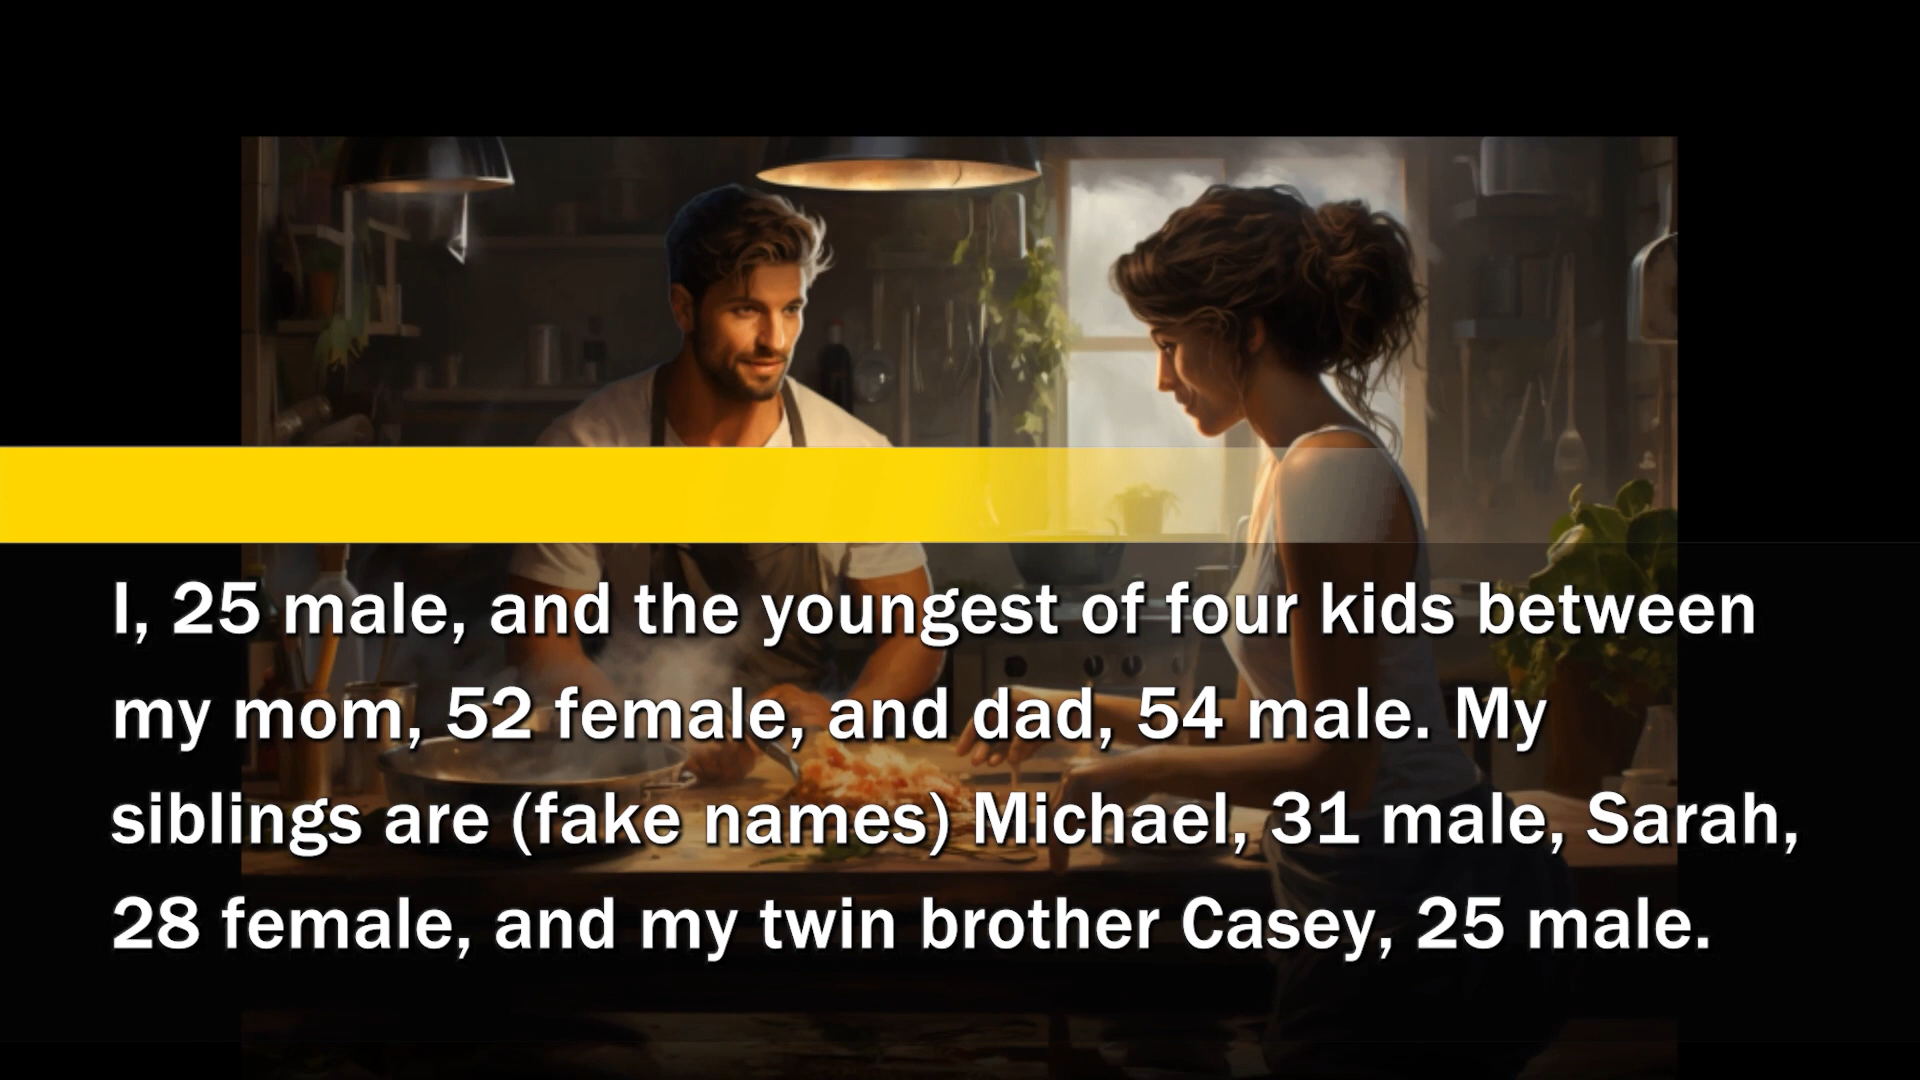 I, 25 male, and the youngest of four kids between
my mom, 52 female, and dad, 54 male. My
siblings are (fake names) Michael, 31 male, Sarah,
28 female, and my twin brother Casey, 25 male.